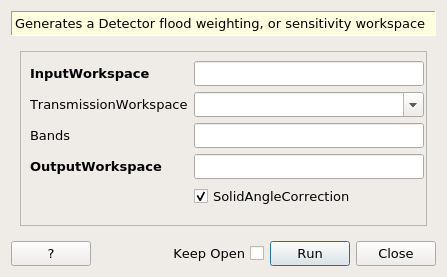 Generates a Detector flood weighting, or sensitivity workspace
InputWorkspace
TransmissionWorkspace
Bands
OutputWorkspace
SolidAngleCorrection
? Keep Open Run Close